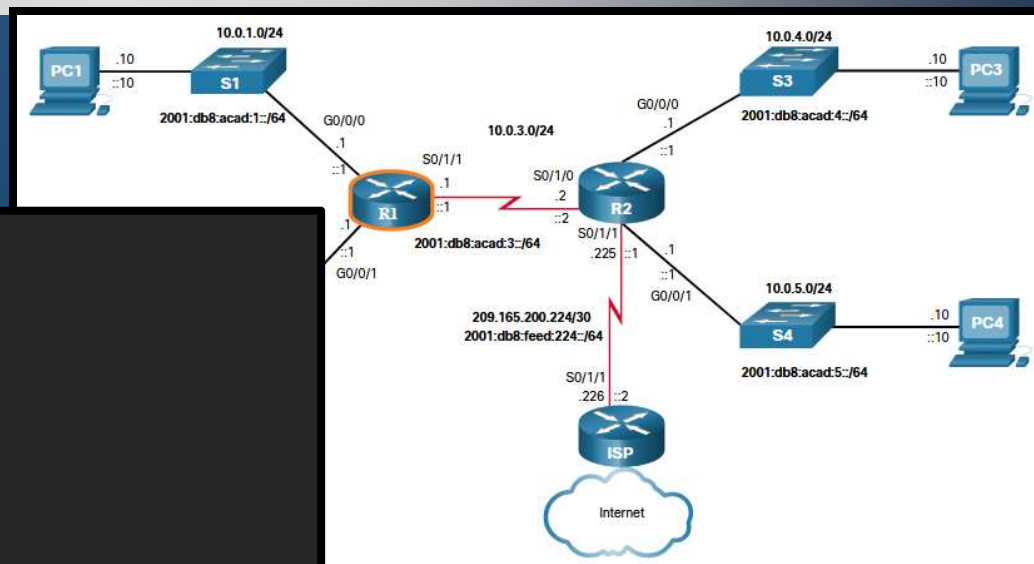 10.0.1.0/24
PC1
.10
::10
S1
2001:db8:acad:1::/64
G0/0/0
.1
::1
R1
.1
::1
G0/0/1
S0/1/1
.1
::1
10.0.3.0/24
2001:db8:acad:3::/64
S0/1/0
.2
::2
R2
G0/0/0
.1
::1
10.0.4.0/24
S3
2001:db8:acad:4::/64
.10
::10
PC3
S0/1/1
.225
::1
.1
::1
G0/0/1
10.0.5.0/24
S4
2001:db8:acad:5::/64
.10
::10
PC4
209.165.200.224/30
2001:db8:feed:224::/64
S0/1/1
.226
::2
ISP
Internet